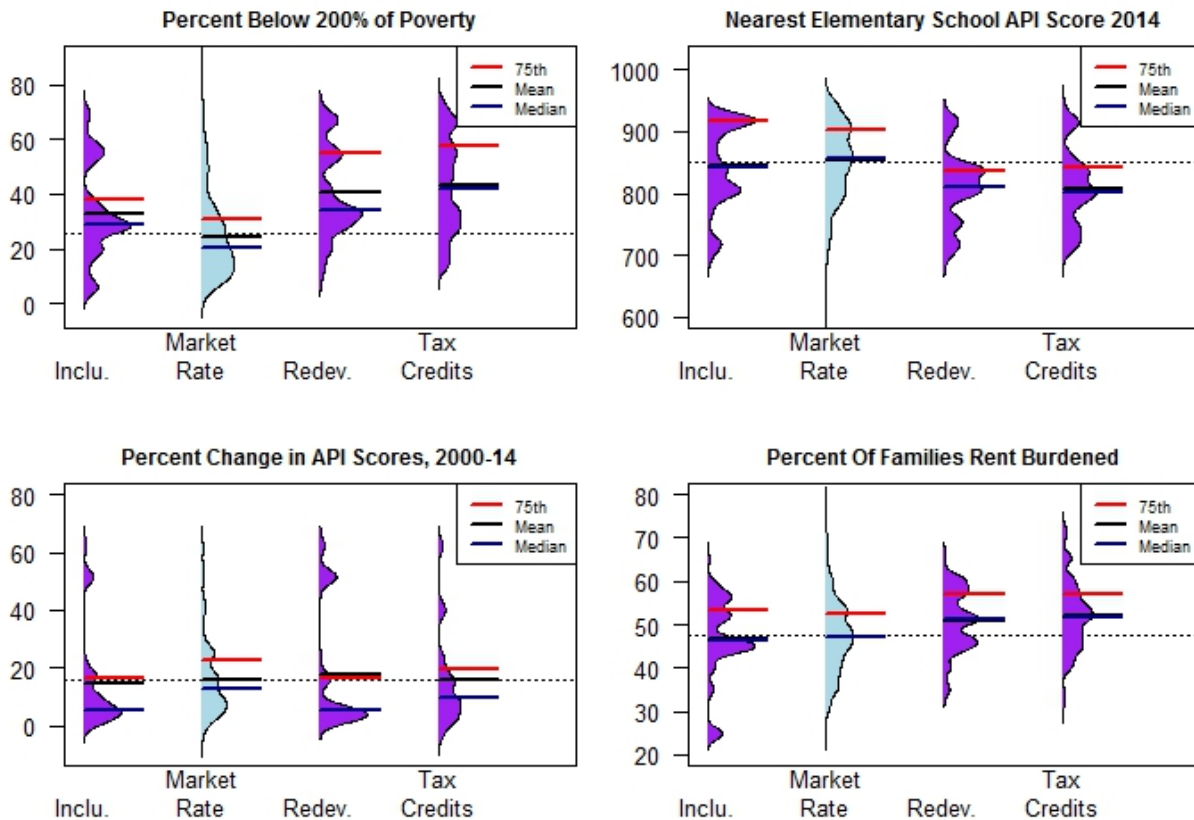 Percent Below 200% of Poverty
80
60
40
20
0
75th
Mean
Median
Market Tax
Inclu. Rate Redev. Credits
Nearest Elementary School API Score 2014
1000
900
800
700
600
75th
Mean
Median
Market Tax
Inclu. Rate Redev. Credits
Percent Change in API Scores, 2000-14
80
60
40
20
0
75th
Mean
Median
Market Tax
Inclu. Rate Redev. Credits
Percent Of Families Rent Burdened
80
70
60
50
40
30
20
75th
Mean
Median
Market Tax
Inclu. Rate Redev. Credits